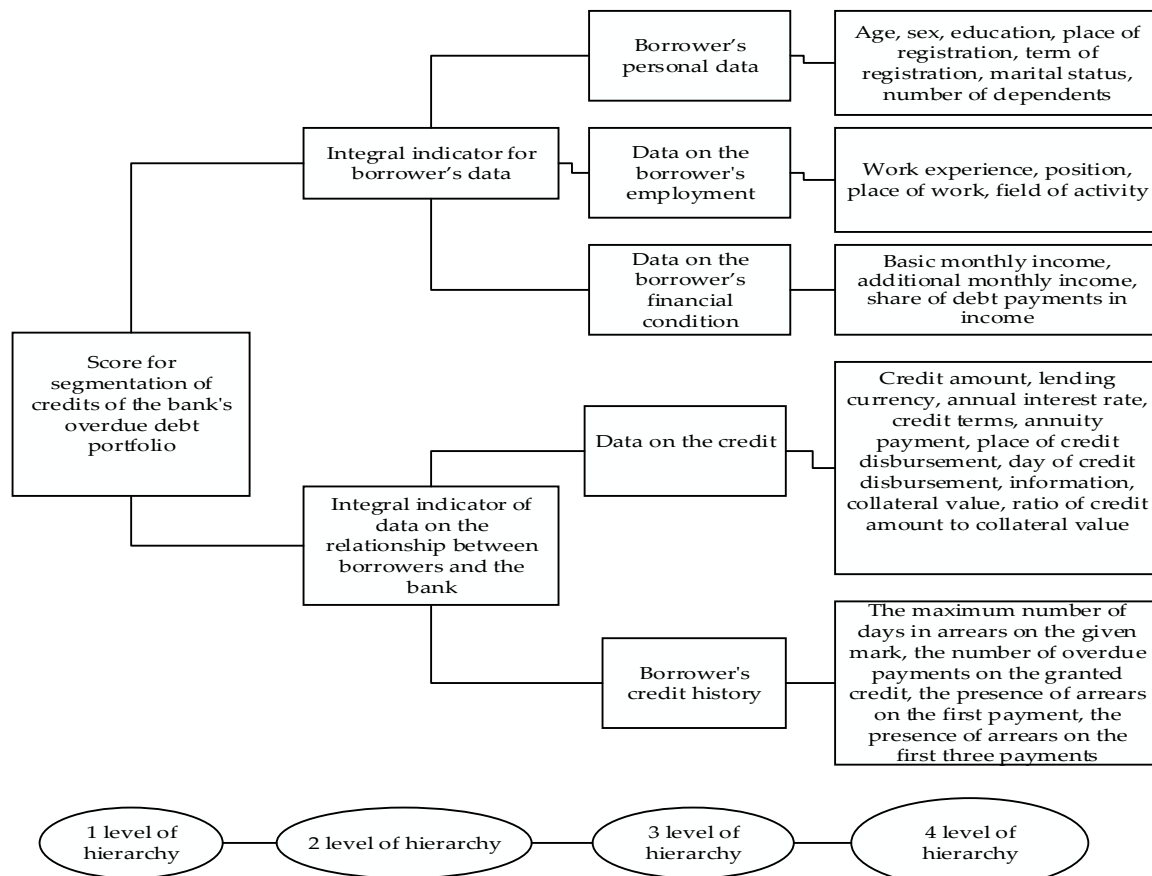 Borrower’s
personal data
Age, sex, education, place of
registration, term of
registration, marital status,
number of dependents
Integral indicator for
borrower’s data
Data on the
borrower's
employment
Work experience, position,
place of work, field of activity
Data on the
borrower’s
financial
condition
Basic monthly income,
additional monthly income,
share of debt payments in
income
Score for
segmentation of
credits of the bank's
overdue debt
portfolio
Data on the credit
Credit amount, lending
currency, annual interest rate,
credit terms, annuity
payment, place of credit
disbursement, day of credit
disbursement, information,
collateral value, ratio of credit
amount to collateral value
Integral indicator of
data on the
relationship between
borrowers and the
bank
Borrower's
credit history
The maximum number of
days in arrears on the given
mark, the number of overdue
payments on the granted
credit, the presence of arrears
on the first payment, the
presence of arrears on the
first three payments
1 level of
hierarchy
2 level of hierarchy
3 level of
hierarchy
4 level of
hierarchy